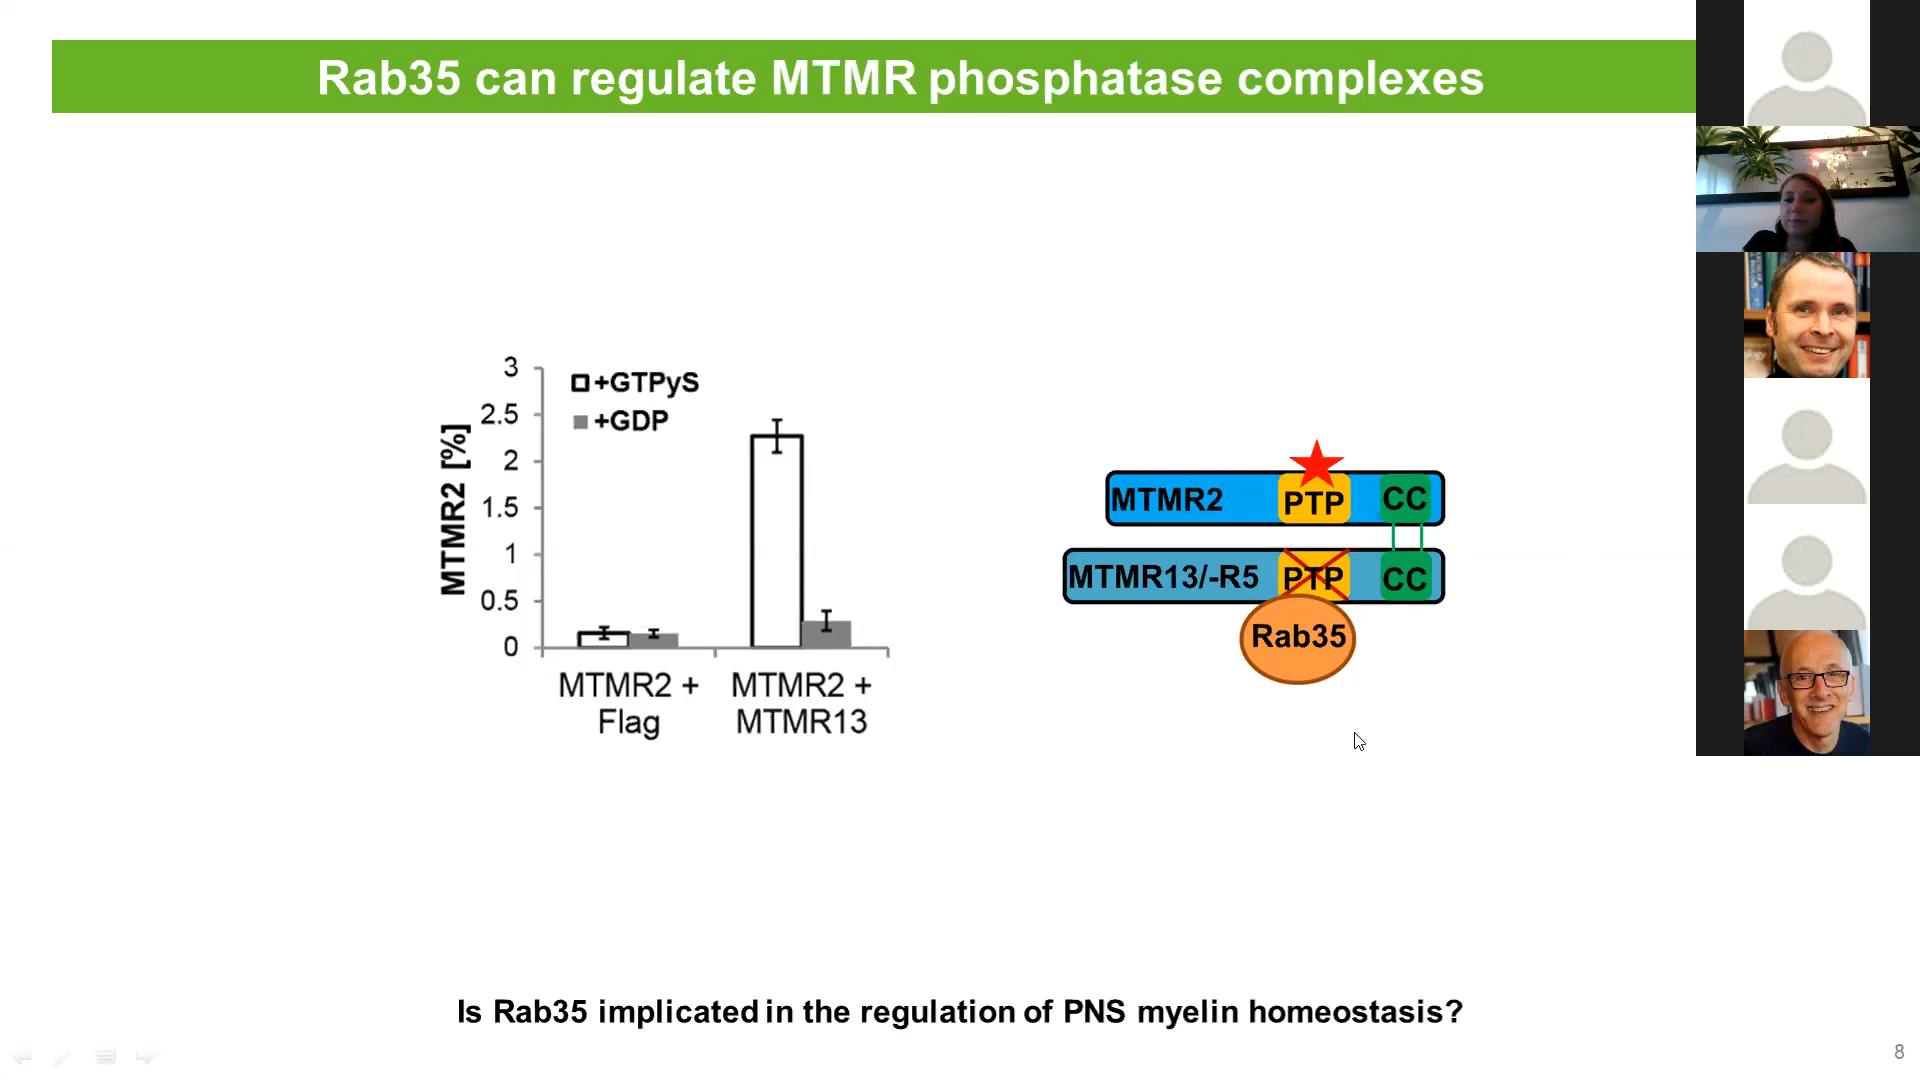 Rab35 can regulate MTMR phosphatase complexes
MTMR2 [%]
3
2.5
2
1.5
1
0.5
0
+GTPyS
+GDP
MTMR2 +
Flag
MTMR2 +
MTMR13
MTMR2 PTP CC
MTMR13/-R5 PTP CC
Rab35
Is Rab35 implicated in the regulation of PNS myelin homeostasis?
8